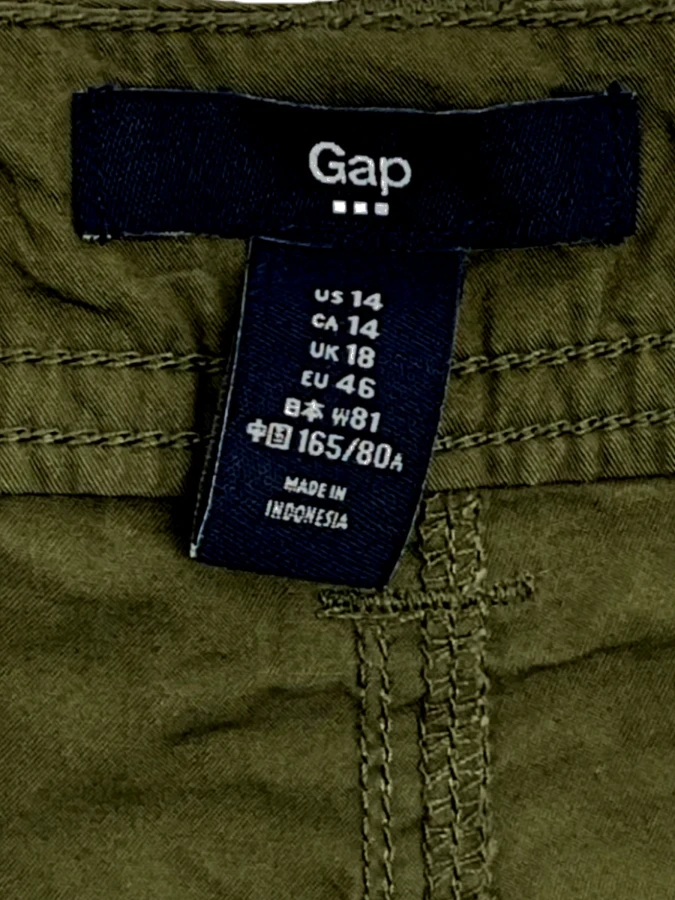 Gap
US 14
CA 14
UK 18
EU 46
日本 W81
中国 165/80A
MADE IN
INDONESIA